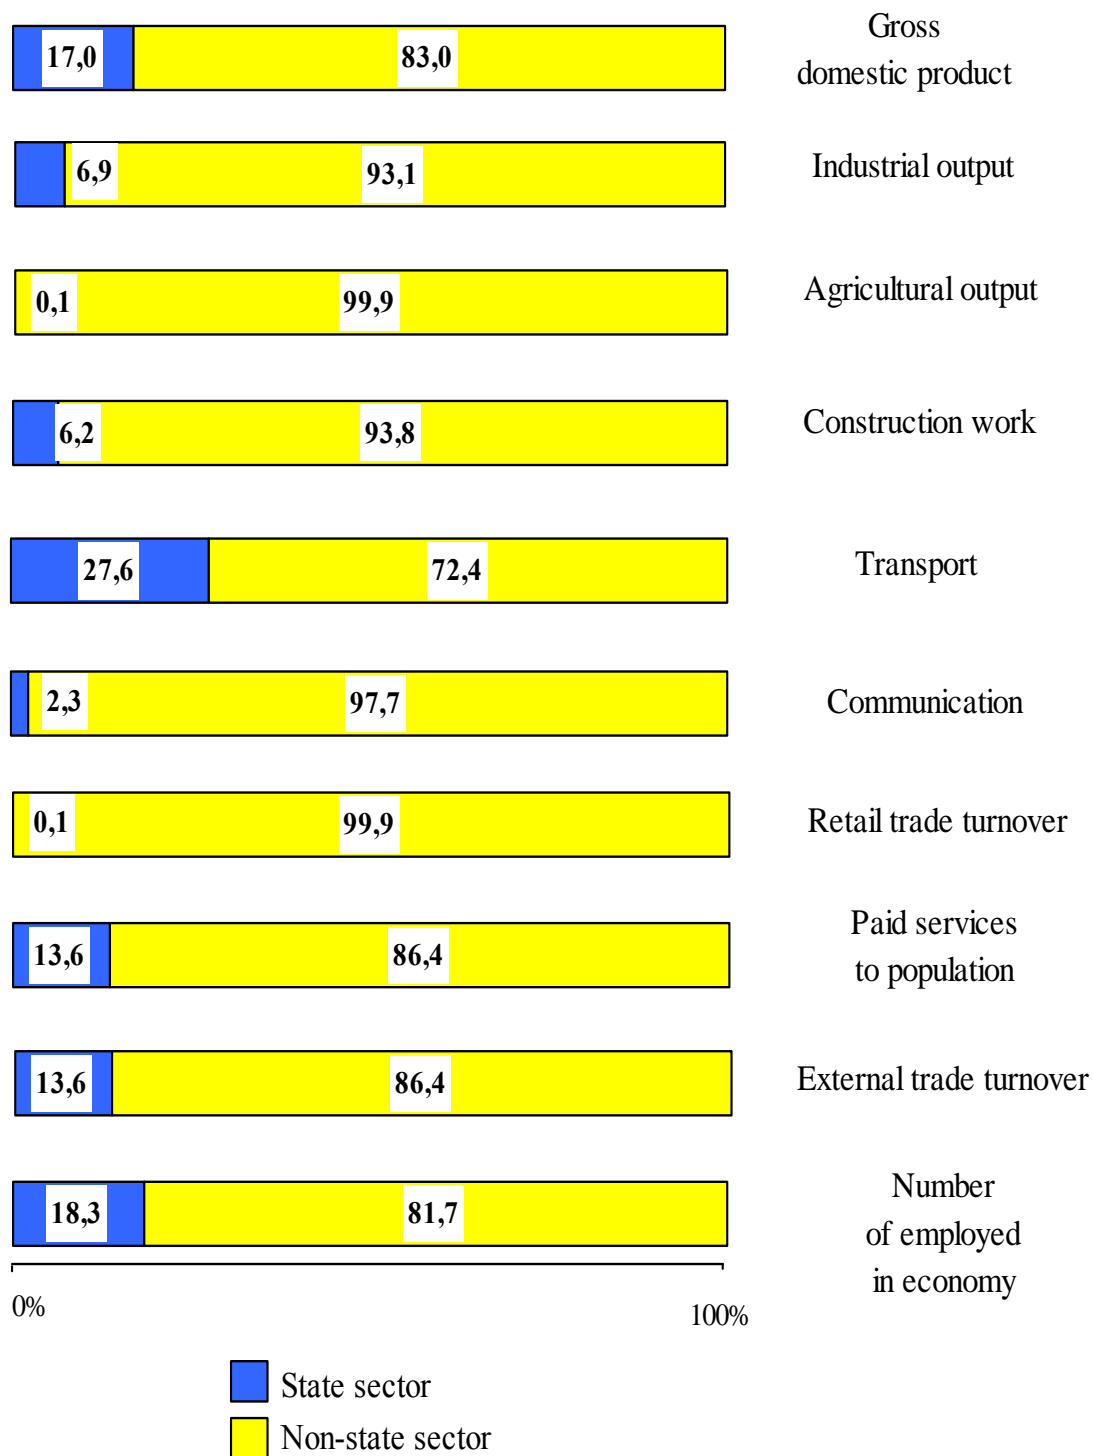 Gross
17,0 83,0
domestic product
6,9 93,1 Industrial output
0,1 99,9 Agricultural output
6,2 93,8 Construction work
27,6 72,4 Transport
2,3 97,7 Communication
0,1 99,9 Retail trade turnover
Paid services
13,6 86,4
to population
13,6 86,4 External trade turnover
Number
18,3 81,7
of employed
in economy
0% 100%
State sector
Non-state sector